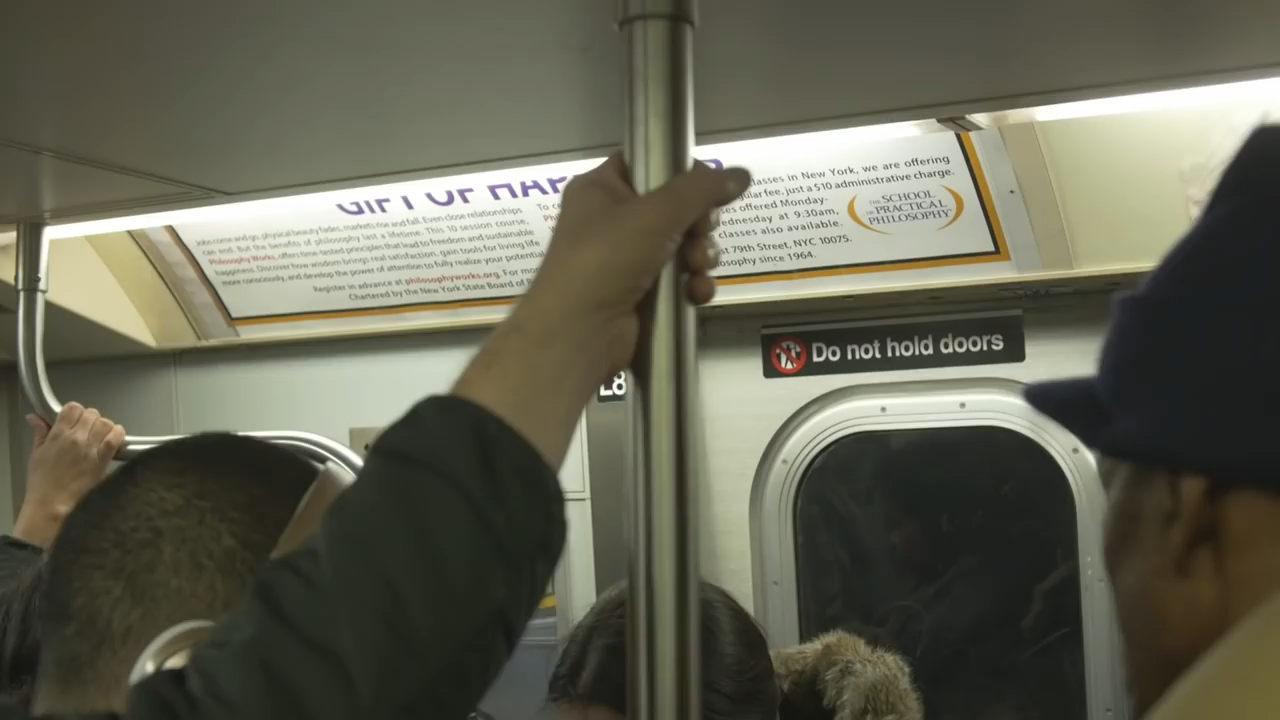 GIFT OF HAP
Jobs come and go, physical beauty fades, markets rise and fall. Even close relationships
can end. But the benefits of philosophy last a lifetime. This 10 session course,
Philosophy Works, offers time-tested principles that lead to freedom and sustainable
happiness. Discover how wisdom brings real satisfaction, gain tools for living life
more consciously, and develop the power of attention to fully realize your potential.
Register in advance at philosophyworks.org. For mo
Chartered by the New York State Board of
To c
lasses in New York, we are offering
gular fee, just a $10 administrative charge.
ses offered Monday-
ednesday at 9:30am,
classes also available.
st 79th Street, NYC 10075.
losophy since 1964.
THE SCHOOL
OF PRACTICAL
PHILOSOPHY
Do not hold doors